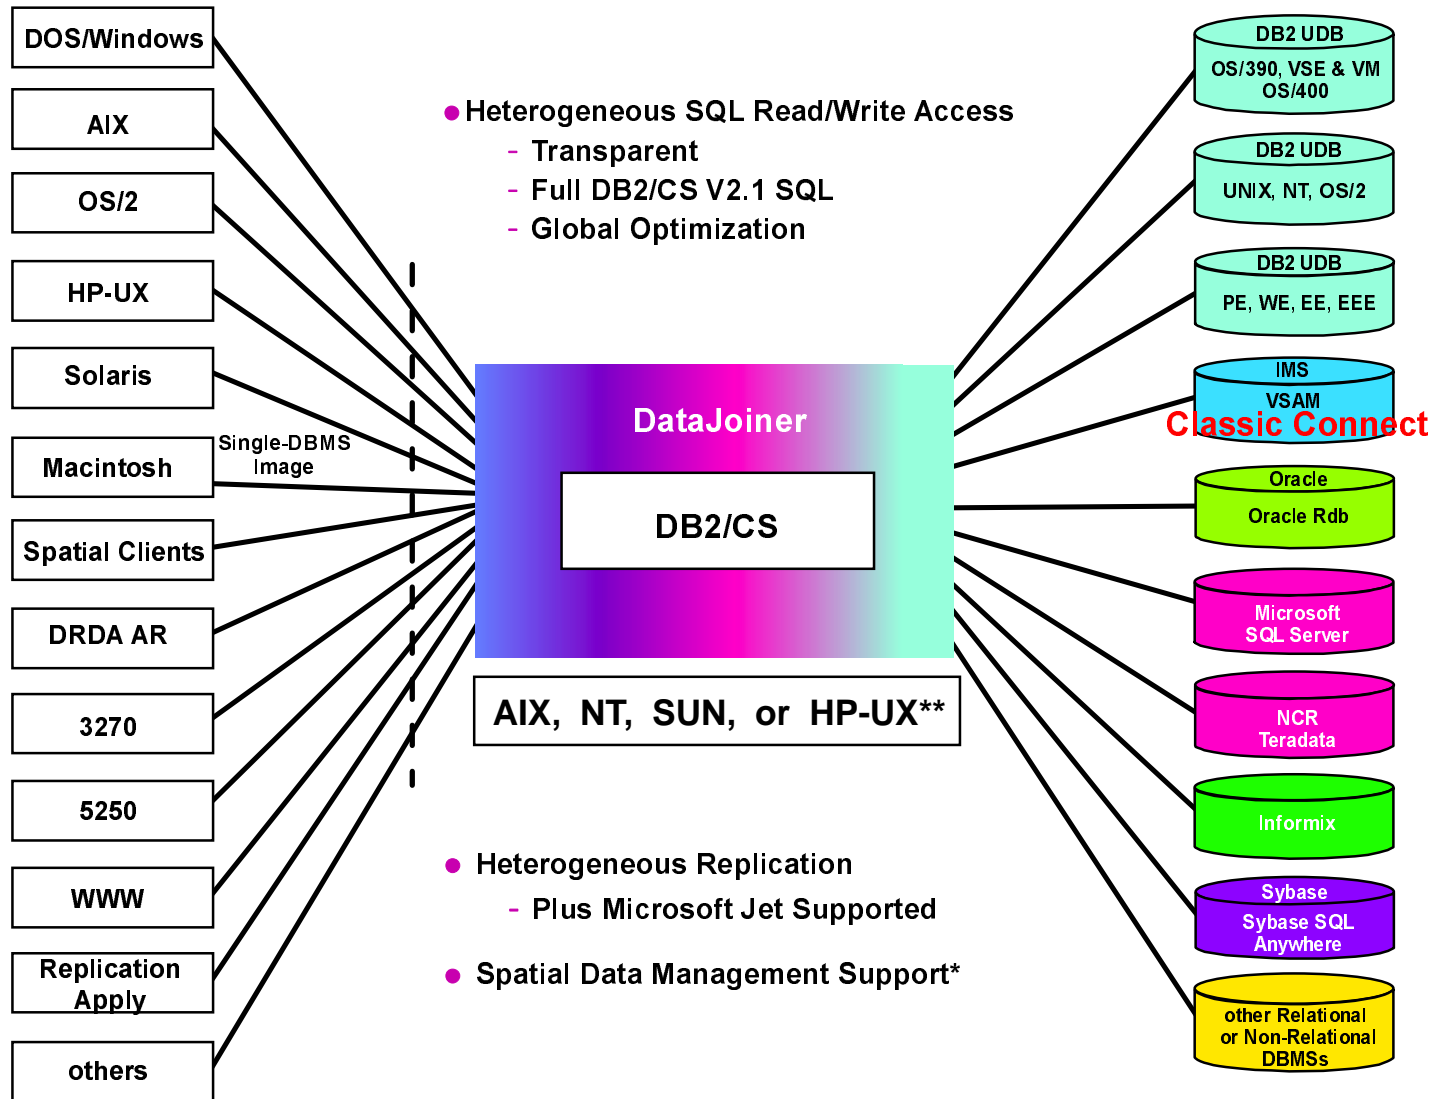 DOS/Windows
AIX
OS/2
HP-UX
Solaris
Macintosh
Spatial Clients
DRDA AR
3270
5250
WWW
Replication
Apply
others
Single-DBMS
Image
Heterogeneous SQL Read/Write Access
- Transparent
- Full DB2/CS V2.1 SQL
- Global Optimization
DataJoiner
DB2/CS
AIX, NT, SUN, or HP-UX**
Heterogeneous Replication
- Plus Microsoft Jet Supported
Spatial Data Management Support*
DB2 UDB
OS/390, VSE & VM
OS/400
DB2 UDB
UNIX, NT, OS/2
DB2 UDB
PE, WE, EE, EEE
IMS
VSAM
Classic Connect
Oracle
Oracle Rdb
Microsoft
SQL Server
NCR
Teradata
Informix
Sybase
Sybase SQL
Anywhere
other Relational
or Non-Relational
DBMSs